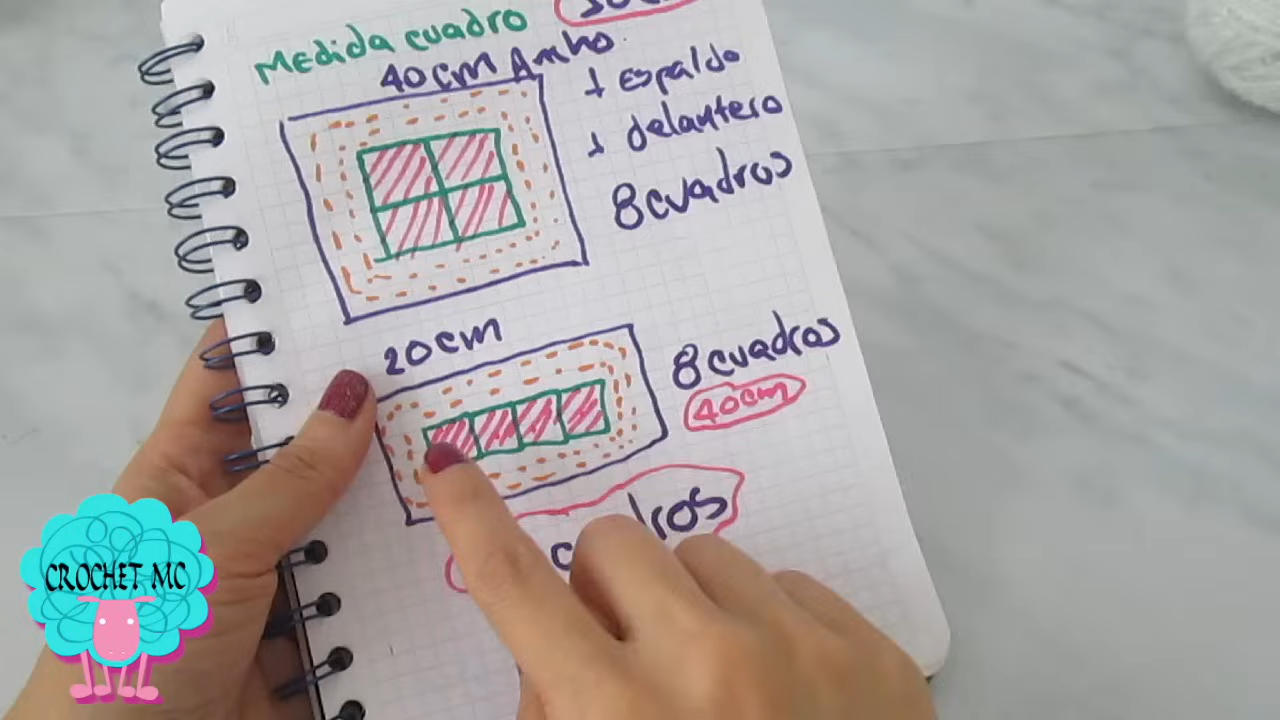 Medida cuadro
40cm Ancho
1 espalda
1 delantero
8 cuadros
20cm
8 cuadros
40cm
CROCHET MC